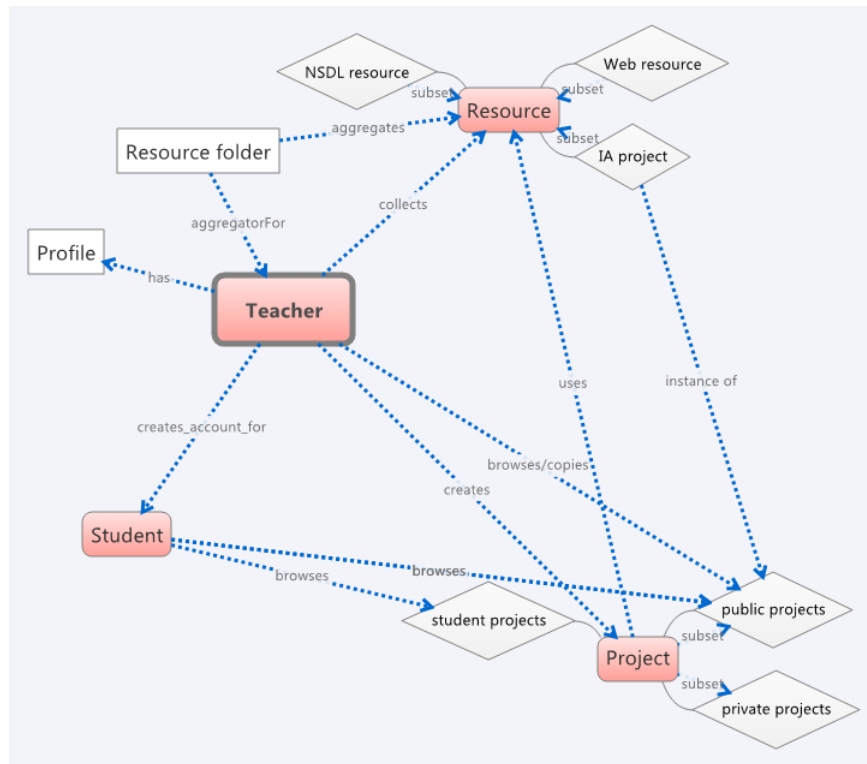 NSDL resource
Web resource
subset
subset
Resource
aggregates
subset
Resource folder
IA project
collects
aggregatorFor
Profile
has
Teacher
uses
instance of
creates_account_for
browses/copies
creates
Student
browses
browses
public projects
student projects
subset
Project
subset
private projects